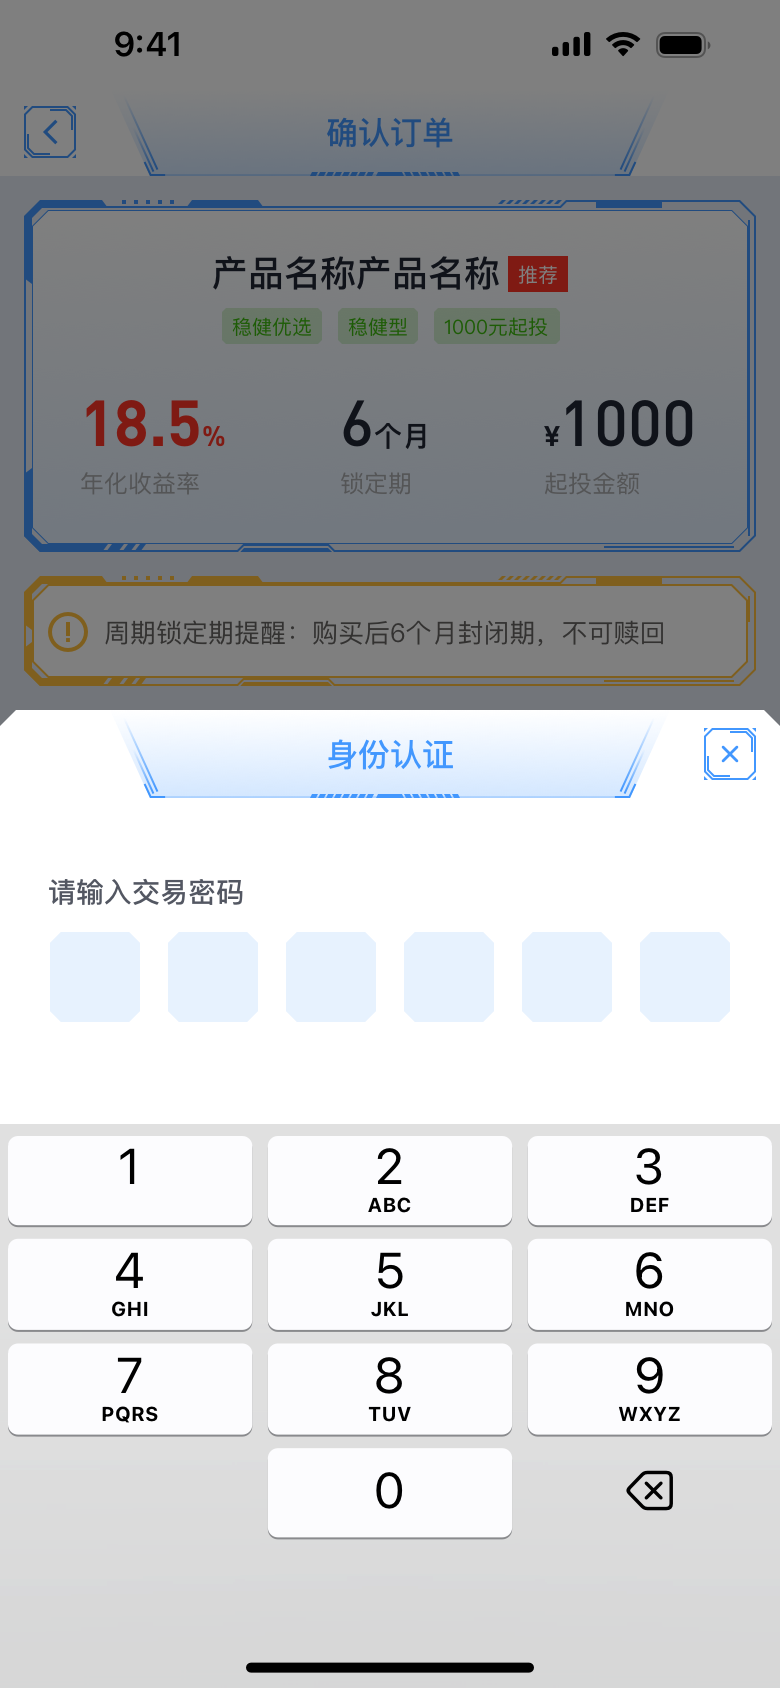 9:41
确认订单
产品名称产品名称 推荐
稳健优选 稳健型 1000元起投
18.5% 6个月 ¥1000
年化收益率 锁定期 起投金额
周期锁定期提醒：购买后6个月封闭期，不可赎回
身份认证
请输入交易密码
1 2 3
ABC DEF
4 5 6
GHI JKL MNO
7 8 9
PQRS TUV WXYZ
0